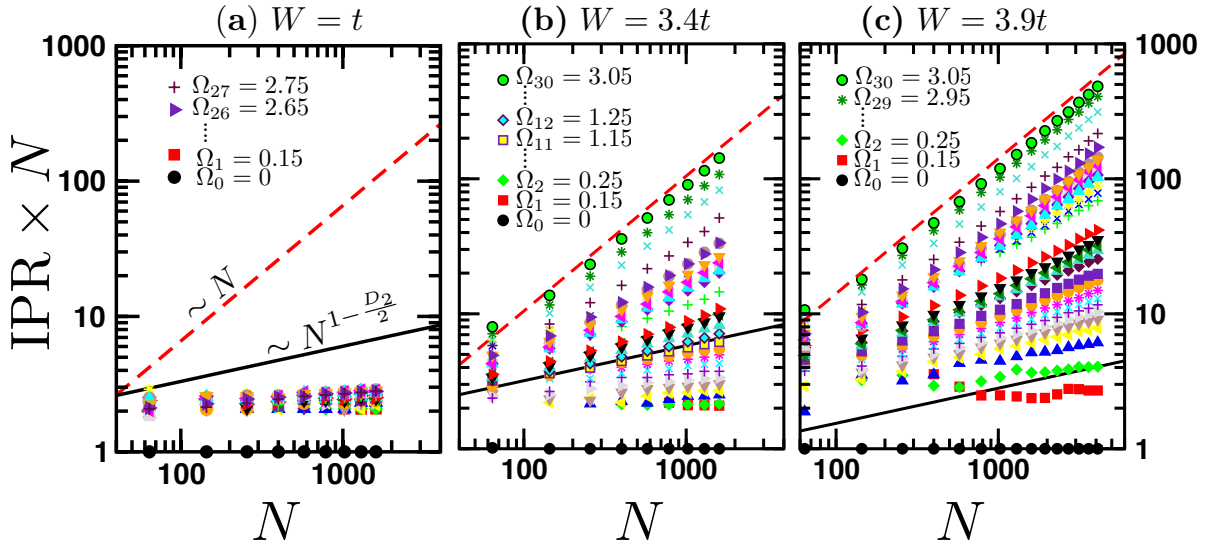 (a) W = t
(b) W = 3.4t
(c) W = 3.9t
IPR × N
1000
100
10
1
Ω₂₇ = 2.75
Ω₂₆ = 2.65
Ω₁ = 0.15
Ω₀ = 0
∼ N
∼ N^{1−D₂/2}
100
1000
N
Ω₃₀ = 3.05
Ω₁₂ = 1.25
Ω₁₁ = 1.15
Ω₂ = 0.25
Ω₁ = 0.15
Ω₀ = 0
100
1000
N
Ω₃₀ = 3.05
Ω₂₉ = 2.95
Ω₂ = 0.25
Ω₁ = 0.15
Ω₀ = 0
100
1000
N
1000
100
10
1